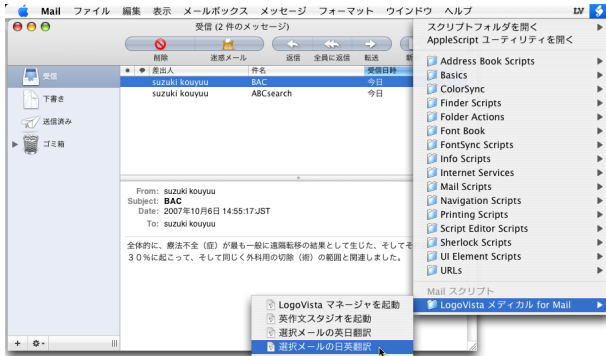 Mail ファイル 編集 表示 メールボックス メッセージ フォーマット ウインドウ ヘルプ
受信 (2 件のメッセージ)
削除 迷惑メール 返信 全員に返信 転送 新
差出人 件名 受信日時
suzuki kouyuu BAC 今日
suzuki kouyuu ABCsearch 今日
受信
下書き
送信済み
ゴミ箱
From: suzuki kouyuu
Subject: BAC
Date: 2007年10月6日 14:55:17:JST
To: suzuki kouyuu
全体的に、療法不全（症）が最も一般に遠隔転移の結果として生じた、そしてそ
３０％に起こって、そして同じく外科用の切除（術）の範囲と関連しました。
スクリプトフォルダを開く
AppleScript ユーティリティを開く
Address Book Scripts
Basics
ColorSync
Finder Scripts
Folder Actions
Font Book
FontSync Scripts
Info Scripts
Internet Services
Mail Scripts
Navigation Scripts
Printing Scripts
Script Editor Scripts
Sherlock Scripts
UI Element Scripts
URLs
Mail スクリプト
LogoVista メディカル for Mail
LogoVista マネージャを起動
英作文スタジオを起動
選択メールの英日翻訳
選択メールの日英翻訳